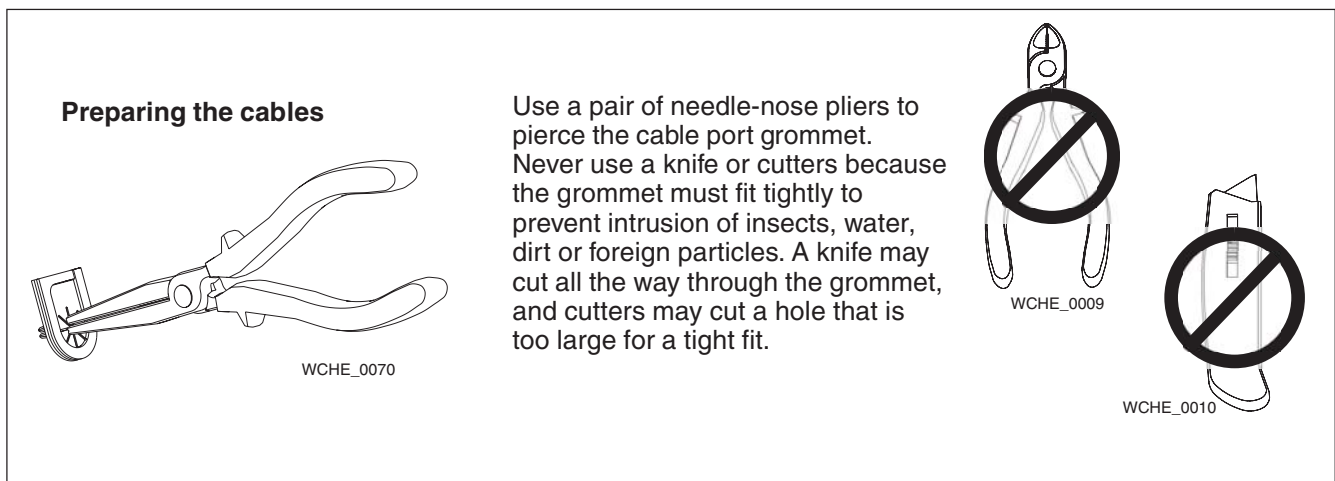 Preparing the cables
WCHE_0070
Use a pair of needle-nose pliers to
pierce the cable port grommet.
Never use a knife or cutters because
the grommet must fit tightly to
prevent intrusion of insects, water,
dirt or foreign particles. A knife may
cut all the way through the grommet,
and cutters may cut a hole that is
too large for a tight fit.
WCHE_0009
WCHE_0010